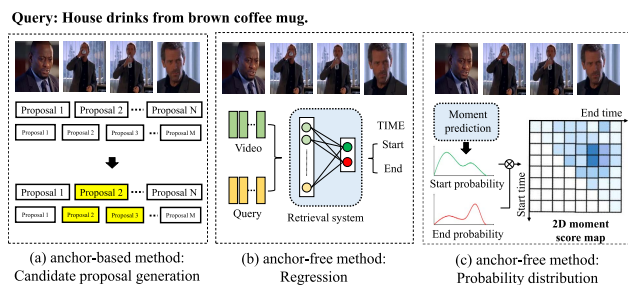 Query: House drinks from brown coffee mug.
Proposal 1 Proposal 2 Proposal N
Proposal 1 Proposal 2 Proposal 3 Proposal M
Proposal 1 Proposal 2 Proposal N
Proposal 1 Proposal 2 Proposal 3 Proposal M
(a) anchor-based method:
Candidate proposal generation
Video
Query
Retrieval system
TIME
Start
End
(b) anchor-free method:
Regression
Moment
prediction
Start probability
End probability
End time
Start time
2D moment
score map
(c) anchor-free method:
Probability distribution